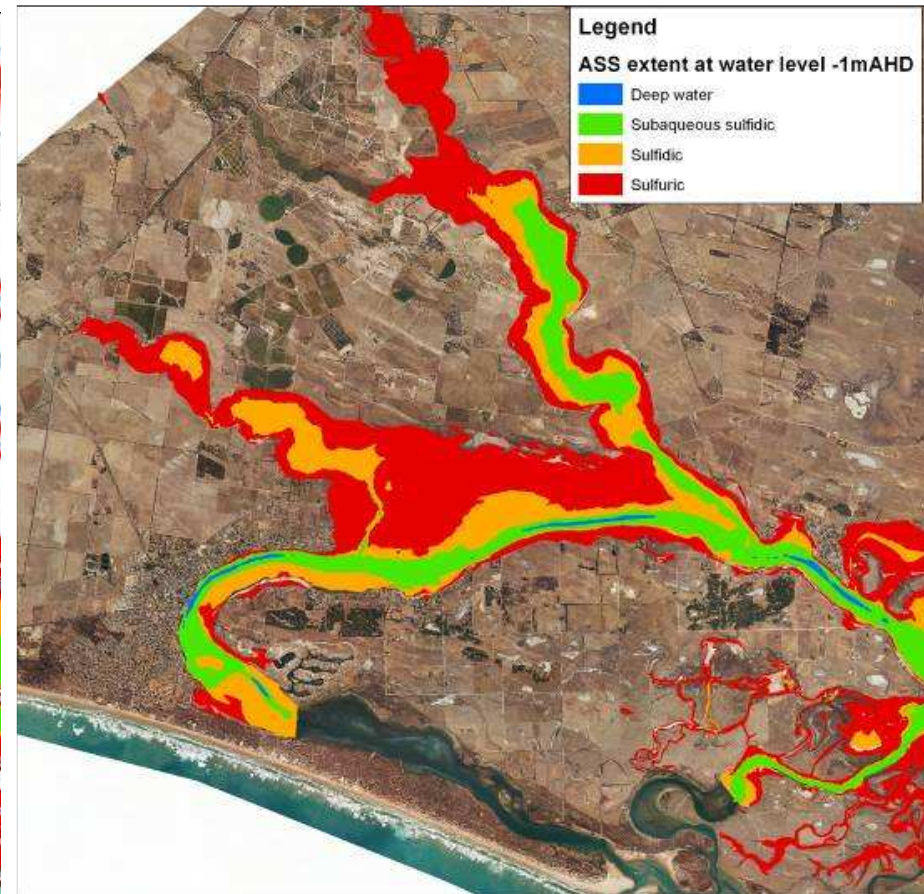 Legend
ASS extent at water level -1mAHD
Deep water
Subaqueous sulfidic
Sulfidic
Sulfuric